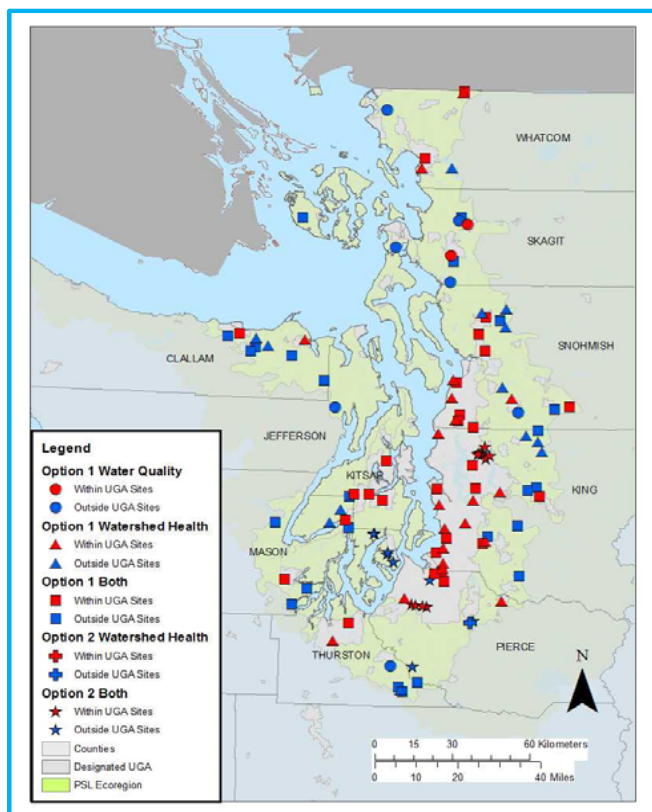 WHATCOM
SKAGIT
SNOHMISH
CLALLAM
JEFFERSON
KITSAP
KING
MASON
PIERCE
THURSTON
Legend
Option 1 Water Quality
Within UGA Sites
Outside UGA Sites
Option 1 Watershed Health
Within UGA Sites
Outside UGA Sites
Option 1 Both
Within UGA Sites
Outside UGA Sites
Option 2 Watershed Health
Within UGA Sites
Outside UGA Sites
Option 2 Both
Within UGA Sites
Outside UGA Sites
Counties
Designated UGA
PSL Ecoregion
N
0 15 30 60 Kilometers
0 10 20 40 Miles